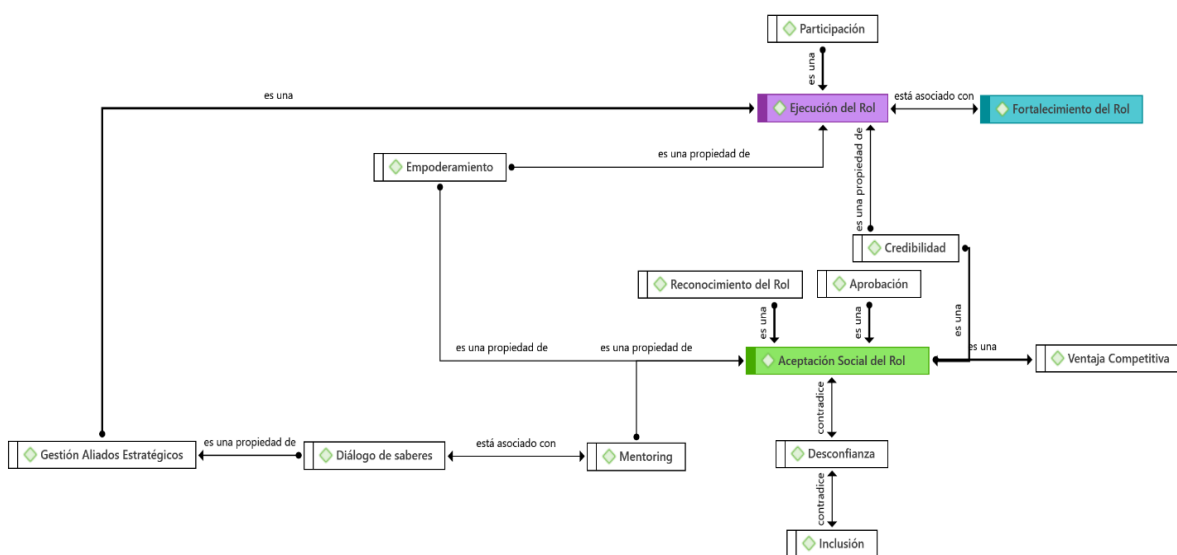 Participación
es una
es una
Ejecución del Rol
está asociado con
Fortalecimiento del Rol
es una propiedad de
Empoderamiento
es una propiedad de
Credibilidad
Reconocimiento del Rol
Aprobación
es una
es una
es una
es una propiedad de
es una propiedad de
Aceptación Social del Rol
es una
Ventaja Competitiva
contradice
Gestión Aliados Estratégicos
es una propiedad de
Diálogo de saberes
está asociado con
Mentoring
Desconfianza
contradice
Inclusión